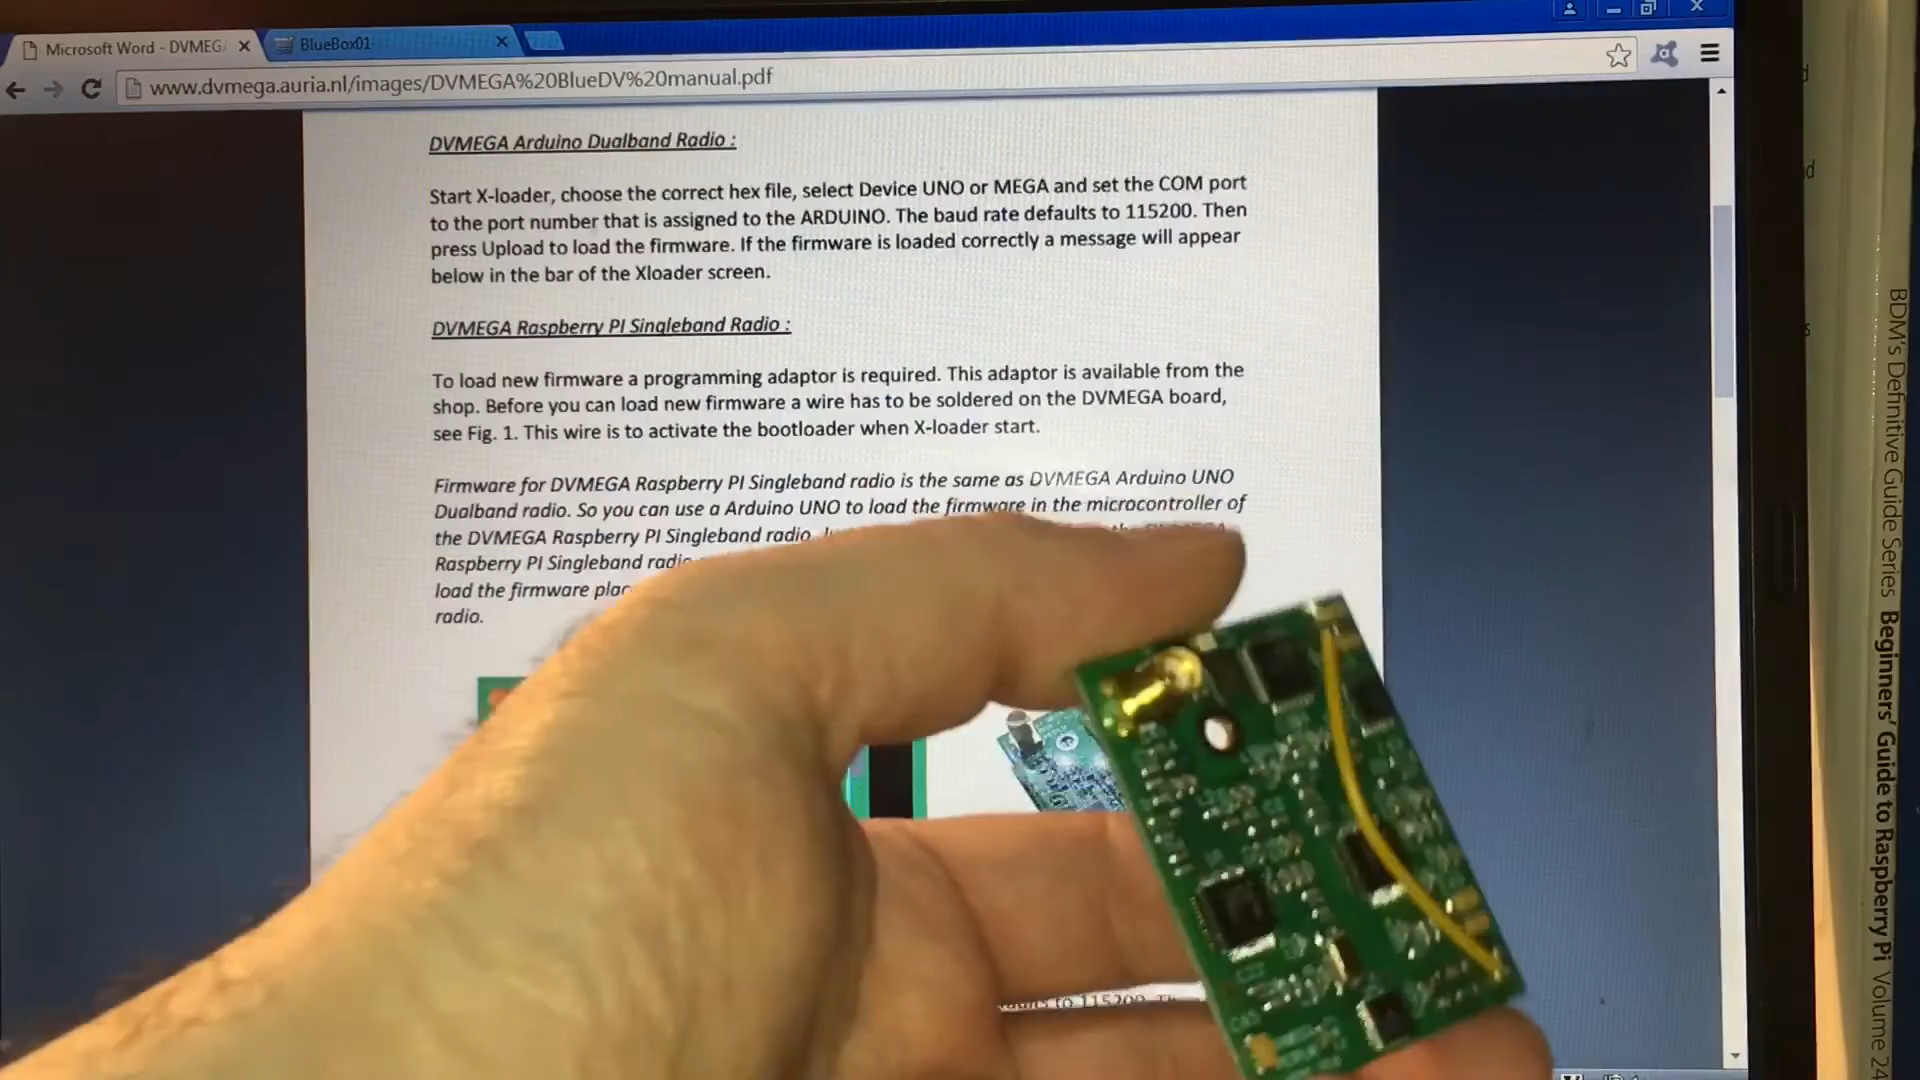 Microsoft Word - DVMEGA
BlueBox01
www.dvmega.auria.nl/images/DVMEGA%20BlueDV%20manual.pdf
DVMEGA Arduino Dualband Radio :
Start X-loader, choose the correct hex file, select Device UNO or MEGA and set the COM port
to the port number that is assigned to the ARDUINO. The baud rate defaults to 115200. Then
press Upload to load the firmware. If the firmware is loaded correctly a message will appear
below in the bar of the Xloader screen.
DVMEGA Raspberry PI Singleband Radio :
To load new firmware a programming adaptor is required. This adaptor is available from the
shop. Before you can load new firmware a wire has to be soldered on the DVMEGA board,
see Fig. 1. This wire is to activate the bootloader when X-loader start.
Firmware for DVMEGA Raspberry PI Singleband radio is the same as DVMEGA Arduino UNO
Dualband radio. So you can use a Arduino UNO to load the firmware in the microcontroller of
the DVMEGA Raspberry PI Singleband radio.
Raspberry PI Singleband radio
load the firmware
radio.
to 115200.
BDM's Definitive Guide Series Beginners' Guide to Raspberry Pi Volume 24